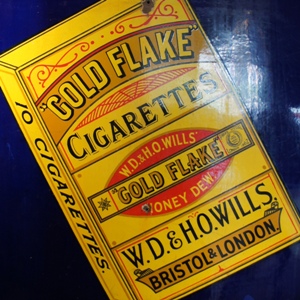 "GOLD FLAKE"
CIGARETTES
W.D.& H.O.WILLS'
"GOLD FLAKE"
HONEY DEW
W.D.& H.O.WILLS.
BRISTOL & LONDON.
10 CIGARETTES.